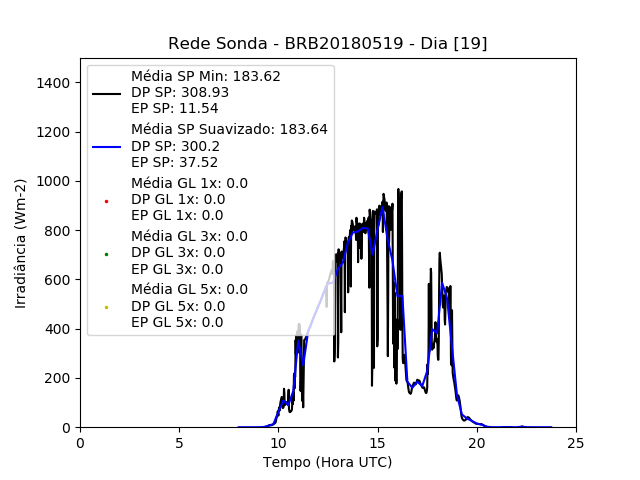 Rede Sonda - BRB20180519 - Dia [19]
Média SP Min: 183.62
DP SP: 308.93
EP SP: 11.54
Média SP Suavizado: 183.64
DP SP: 300.2
EP SP: 37.52
Média GL 1x: 0.0
DP GL 1x: 0.0
EP GL 1x: 0.0
Média GL 3x: 0.0
DP GL 3x: 0.0
EP GL 3x: 0.0
Média GL 5x: 0.0
DP GL 5x: 0.0
EP GL 5x: 0.0
Irradiância (Wm-2)
1400
1200
1000
800
600
400
200
0
0 5 10 15 20 25
Tempo (Hora UTC)